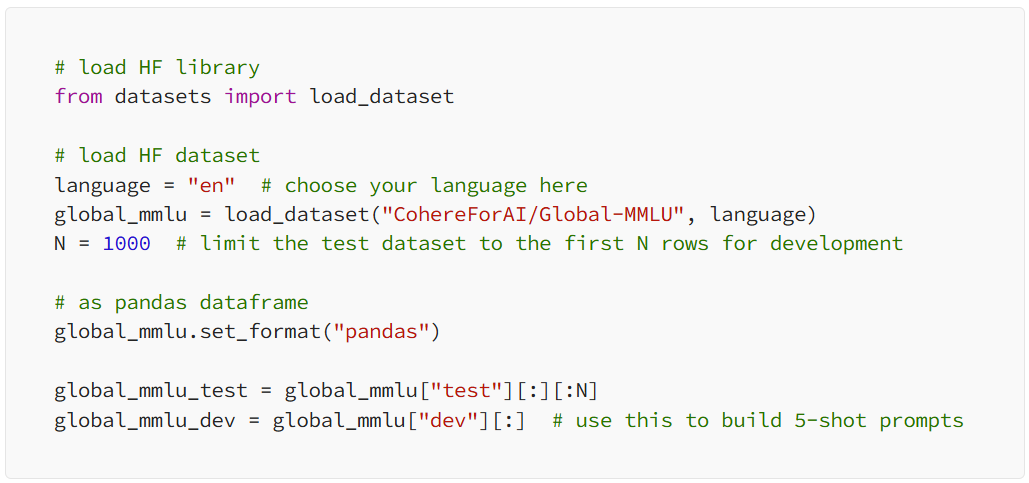 # load HF library
from datasets import load_dataset
# load HF dataset
language = "en"  # choose your language here
global_mmlu = load_dataset("CohereForAI/Global-MMLU", language)
N = 1000  # limit the test dataset to the first N rows for development
# as pandas dataframe
global_mmlu.set_format("pandas")
global_mmlu_test = global_mmlu["test"][:][:N]
global_mmlu_dev = global_mmlu["dev"][:]  # use this to build 5-shot prompts